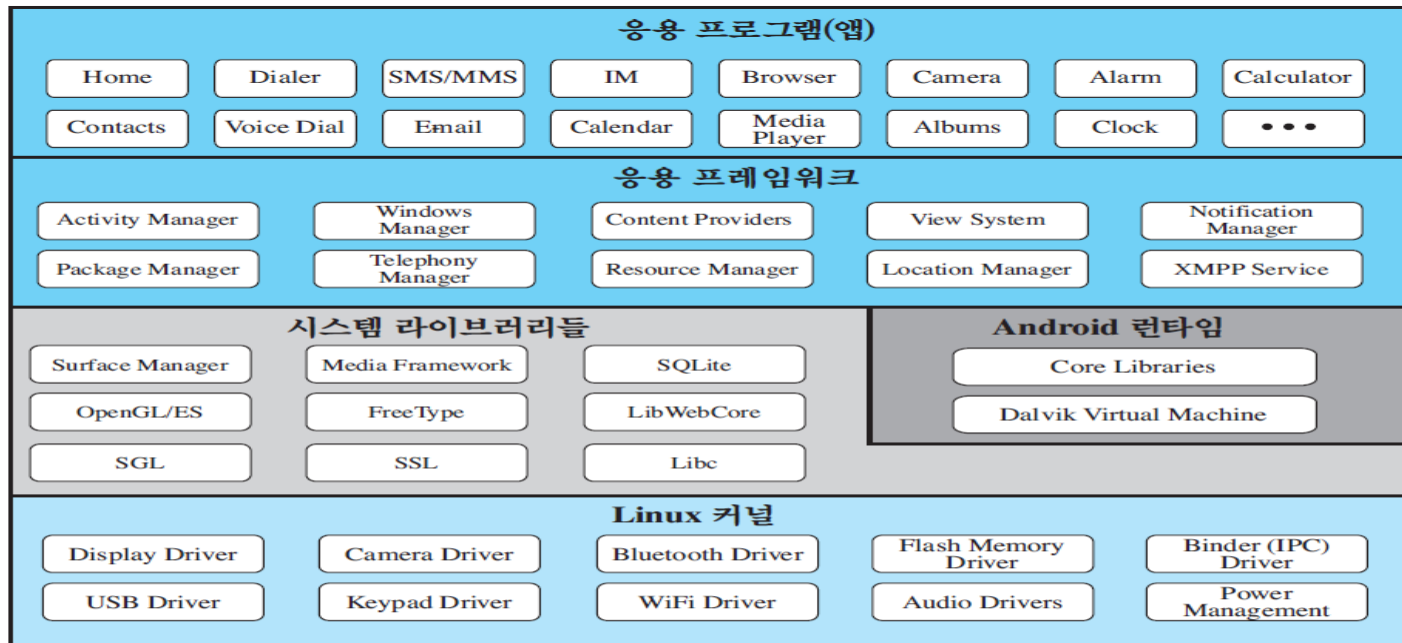 응용 프로그램(앱)
Home Dialer SMS/MMS IM Browser Camera Alarm Calculator
Contacts Voice Dial Email Calendar Media Player Albums Clock •••
응용 프레임워크
Activity Manager Windows Manager Content Providers View System Notification Manager
Package Manager Telephony Manager Resource Manager Location Manager XMPP Service
시스템 라이브러리들 Android 런타임
Surface Manager Media Framework SQLite Core Libraries
OpenGL/ES FreeType LibWebCore Dalvik Virtual Machine
SGL SSL Libc
Linux 커널
Display Driver Camera Driver Bluetooth Driver Flash Memory Driver Binder (IPC) Driver
USB Driver Keypad Driver WiFi Driver Audio Drivers Power Management